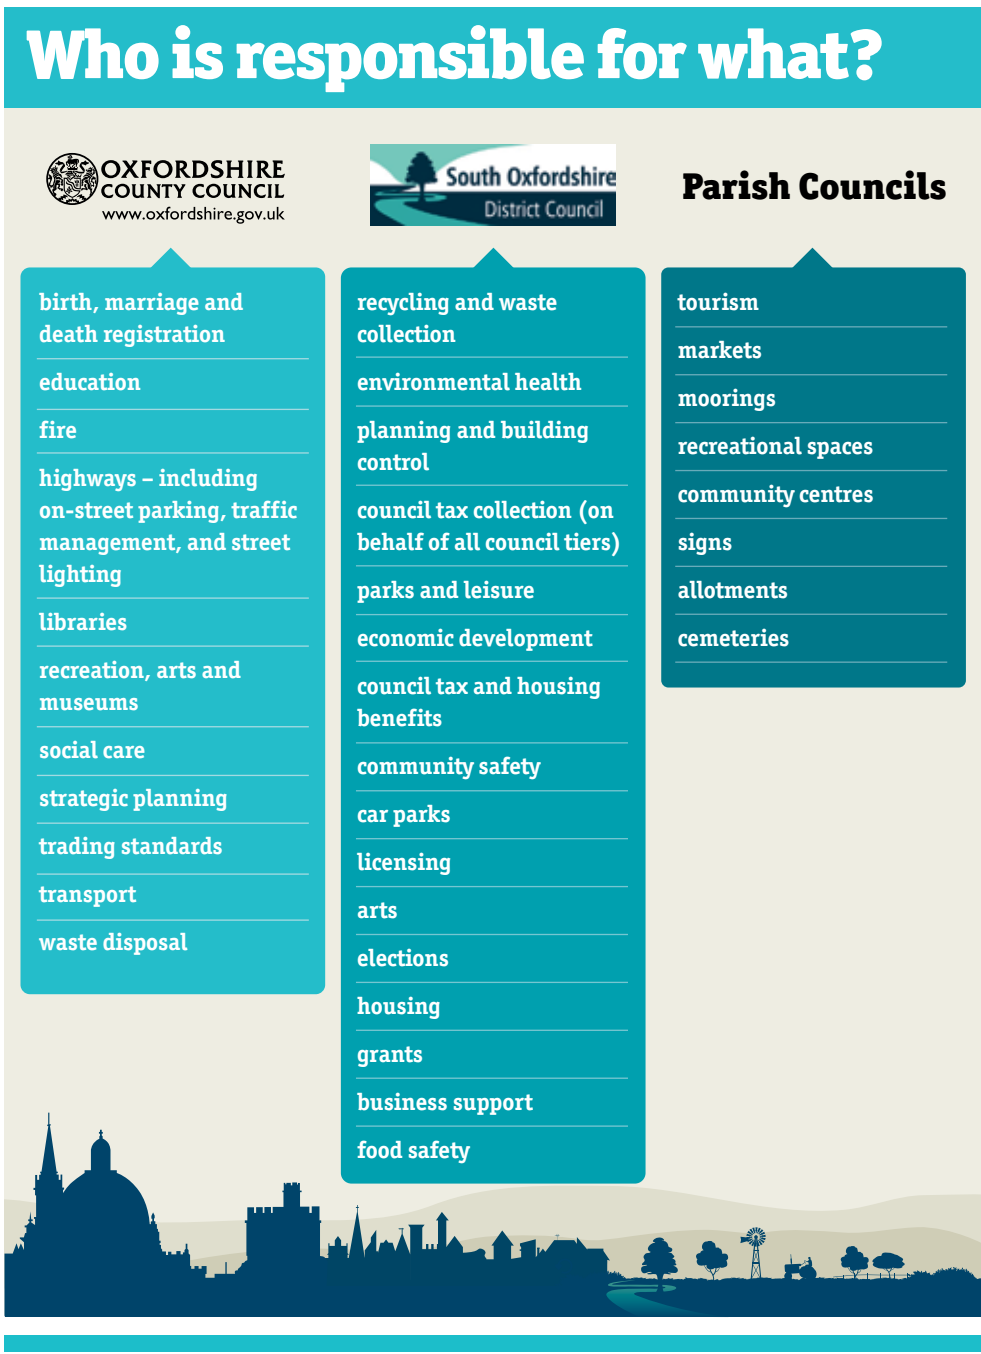 Who is responsible for what?
OXFORDSHIRE
COUNTY COUNCIL
www.oxfordshire.gov.uk
birth, marriage and
death registration
education
fire
highways – including
on-street parking, traffic
management, and street
lighting
libraries
recreation, arts and
museums
social care
strategic planning
trading standards
transport
waste disposal
South Oxfordshire
District Council
recycling and waste
collection
environmental health
planning and building
control
council tax collection (on
behalf of all council tiers)
parks and leisure
economic development
council tax and housing
benefits
community safety
car parks
licensing
arts
elections
housing
grants
business support
food safety
Parish Councils
tourism
markets
moorings
recreational spaces
community centres
signs
allotments
cemeteries